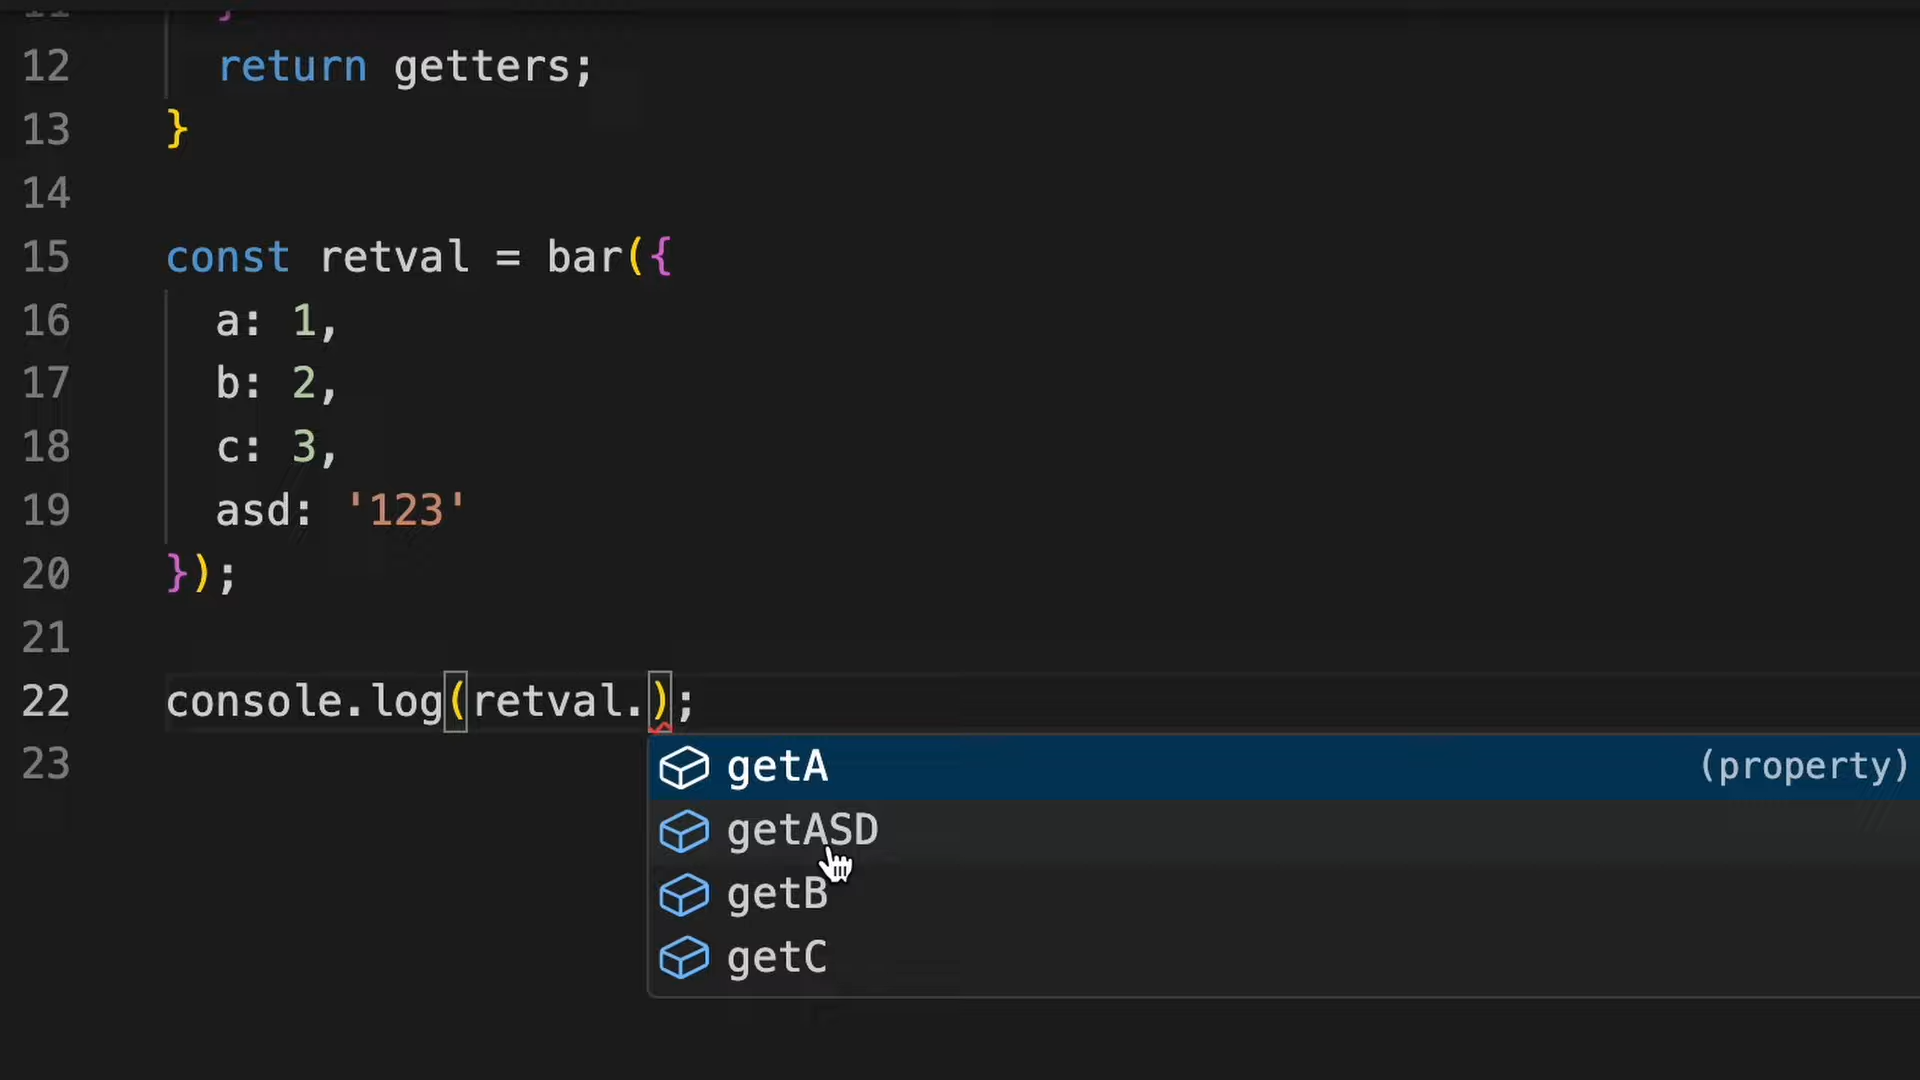 11 }
12 return getters;
13 }
14
15 const retval = bar({
16 a: 1,
17 b: 2,
18 c: 3,
19 asd: '123'
20 });
21
22 console.log(retval.);
23
getA (property)
getASD
getB
getC